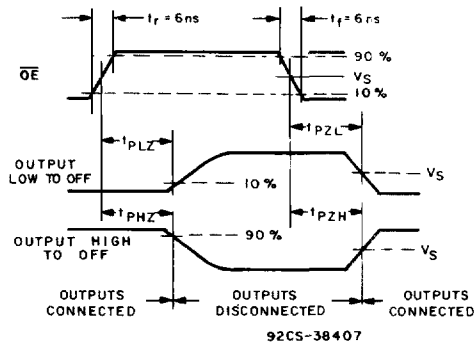 tr = 6ns
tf = 6ns
90 %
OE
VS
10 %
tPLZ
tPZL
OUTPUT
LOW TO OFF
VS
10 %
tPHZ
tPZH
OUTPUT HIGH
TO OFF
90 %
VS
OUTPUTS
CONNECTED
OUTPUTS
DISCONNECTED
OUTPUTS
CONNECTED
92CS-38407